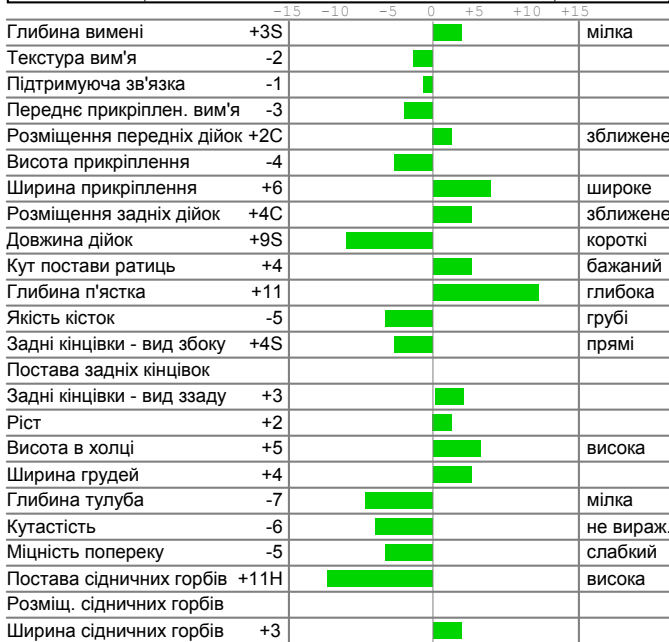 -15 -10 -5 0 +5 +10 +15
Глибина вимені +3S мілка
Текстура вим'я -2
Підтримуюча зв'язка -1
Переднє прикріплен. вим'я -3
Розміщення передніх дійок +2C зближене
Висота прикріплення -4
Ширина прикріплення +6 широке
Розміщення задніх дійок +4C зближене
Довжина дійок +9S короткі
Кут постави ратиць +4 бажаний
Глибина п'ястка +11 глибока
Якість кісток -5 грубі
Задні кінцівки - вид збоку +4S прямі
Постава задніх кінцівок
Задні кінцівки - вид ззаду +3
Ріст +2
Висота в холці +5 висока
Ширина грудей +4
Глибина тулуба -7 мілка
Кутастість -6 не вираж.
Міцність попереку -5 слабкий
Постава сідничних горбів +11H висока
Розміщ. сідничних горбів
Ширина сідничних горбів +3